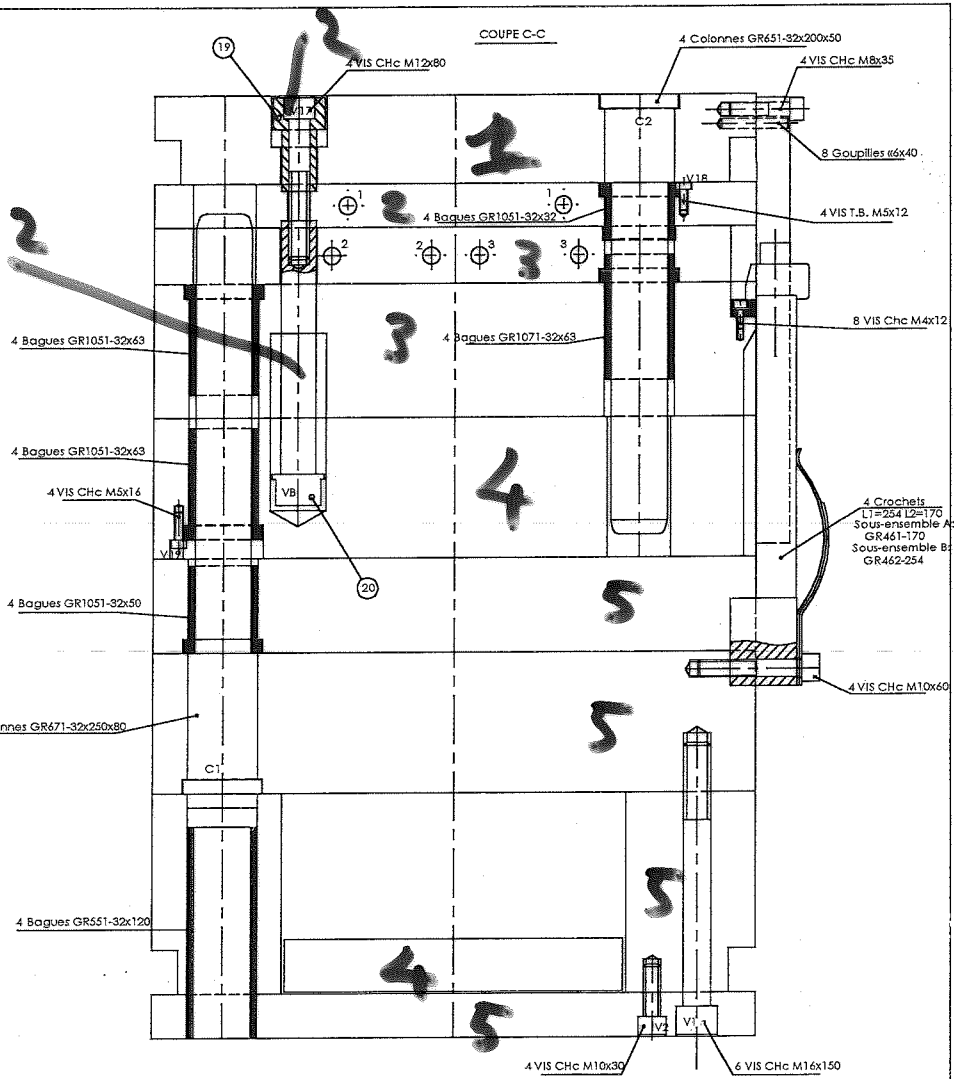 COUPE C-C
4 Colonnes GR651-32x200x50
19
2
4 VIS CHc M12x80
4 VIS CHc M8x35
V17
C2
1
8 Goupilles «6x40
V18
1
2
1
4 Bagues GR1051-32x32
4 VIS T.B. M5x12
2
2
2
3
3
3
8 VIS Chc M4x12
3
4 Bagues GR1051-32x63
4 Bagues GR1071-32x63
4 Bagues GR1051-32x63
4
4 VIS CHc M5x16
VB
4 Crochets
L1=254 L2=170
Sous-ensemble A:
GR461-170
Sous-ensemble B:
GR462-254
V19
20
4 Bagues GR1051-32x50
5
4 VIS CHc M10x60
nnes GR671-32x250x80
5
C1
5
4 Bagues GR551-32x120
4
5
V2
V1
4 VIS CHc M10x30
6 VIS CHc M16x150